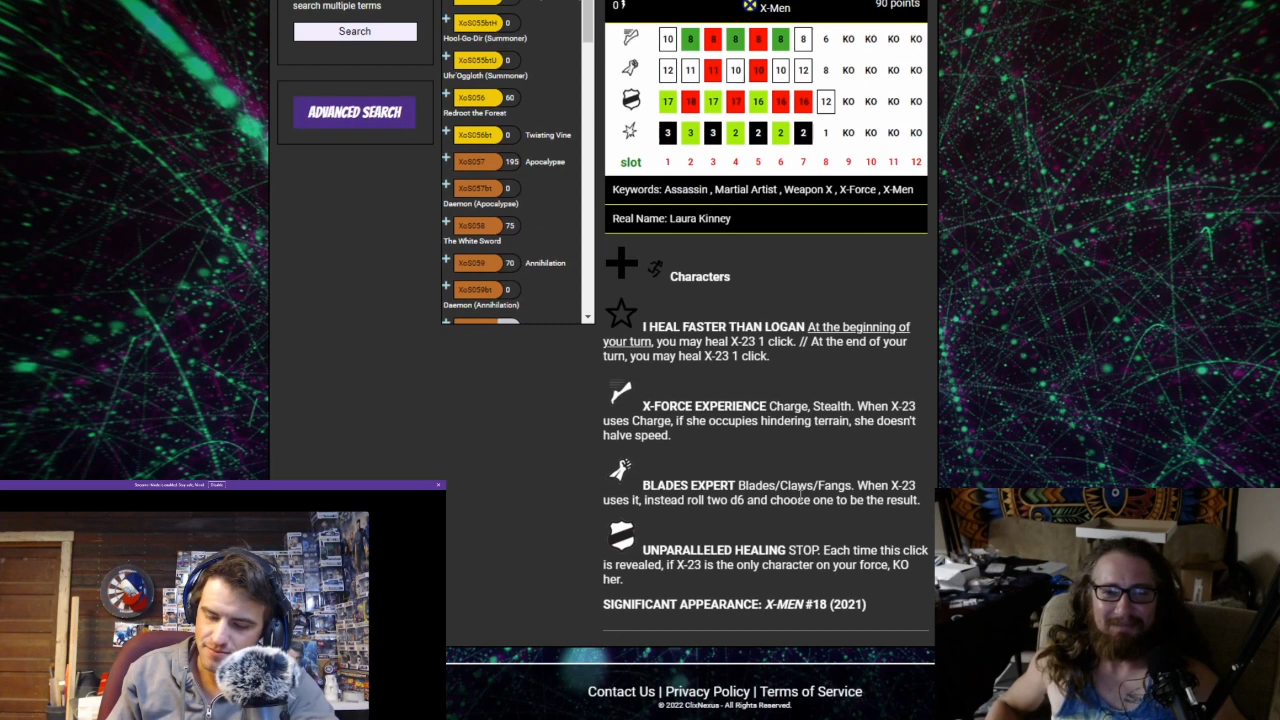 search multiple terms
Search
ADVANCED SEARCH
XoS055btH 0
Hool-Go-Dir (Summoner)
XoS055btU 0
Uhr'Oggloth (Summoner)
XoS056 60
Redroot the Forest
XoS056bt 0 Twisting Vine
XoS057 195 Apocalypse
XoS057bt 0
Daemon (Apocalypse)
XoS058 75
The White Sword
XoS059 70 Annihilation
XoS059bt 0
Daemon (Annihilation)
0 X-Men 90 points
10 8 8 8 8 8 8 6 KO KO KO KO
12 11 11 10 10 10 12 8 KO KO KO KO
17 18 17 17 16 16 16 12 KO KO KO KO
3 3 3 2 2 2 2 1 KO KO KO KO
slot 1 2 3 4 5 6 7 8 9 10 11 12
Keywords: Assassin , Martial Artist , Weapon X , X-Force , X-Men
Real Name: Laura Kinney
Characters
I HEAL FASTER THAN LOGAN At the beginning of
your turn, you may heal X-23 1 click. // At the end of your
turn, you may heal X-23 1 click.
X-FORCE EXPERIENCE Charge, Stealth. When X-23
uses Charge, if she occupies hindering terrain, she doesn't
halve speed.
BLADES EXPERT Blades/Claws/Fangs. When X-23
uses it, instead roll two d6 and choose one to be the result.
UNPARALLELED HEALING STOP. Each time this click
is revealed, if X-23 is the only character on your force, KO
her.
SIGNIFICANT APPEARANCE: X-MEN #18 (2021)
Contact Us | Privacy Policy | Terms of Service
© 2022 ClixNexus - All Rights Reserved.